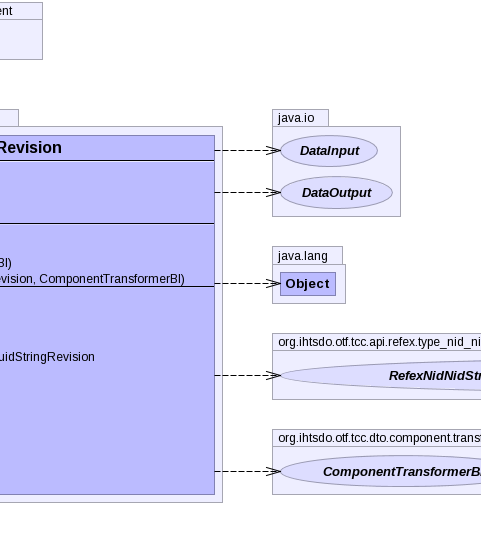 ent
java.io
Revision
DataInput
DataOutput
java.lang
BI)
evision, ComponentTransformerBI)
Object
org.ihtsdo.otf.tcc.api.refex.type_nid_ni
uidStringRevision
RefexNidNidStr
org.ihtsdo.otf.tcc.dto.component.transf
ComponentTransformerB